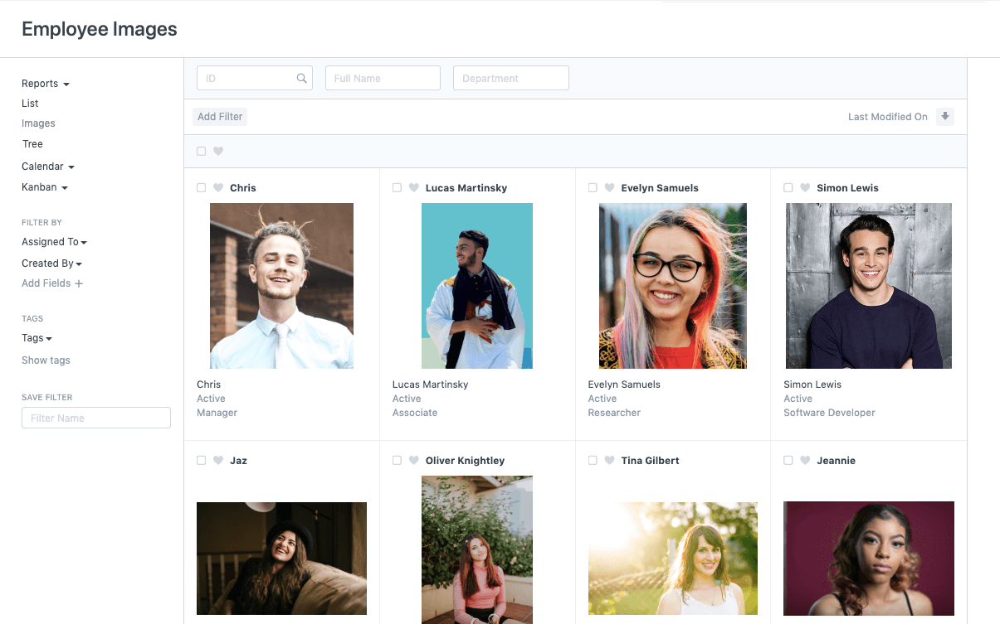 Employee Images
Reports
List
Images
Tree
Calendar
Kanban
FILTER BY
Assigned To
Created By
Add Fields +
TAGS
Tags
Show tags
SAVE FILTER
Filter Name
ID
Full Name
Department
Add Filter
Last Modified On
Chris
Lucas Martinsky
Evelyn Samuels
Simon Lewis
Chris
Active
Manager
Lucas Martinsky
Active
Associate
Evelyn Samuels
Active
Researcher
Simon Lewis
Active
Software Developer
Jaz
Oliver Knightley
Tina Gilbert
Jeannie